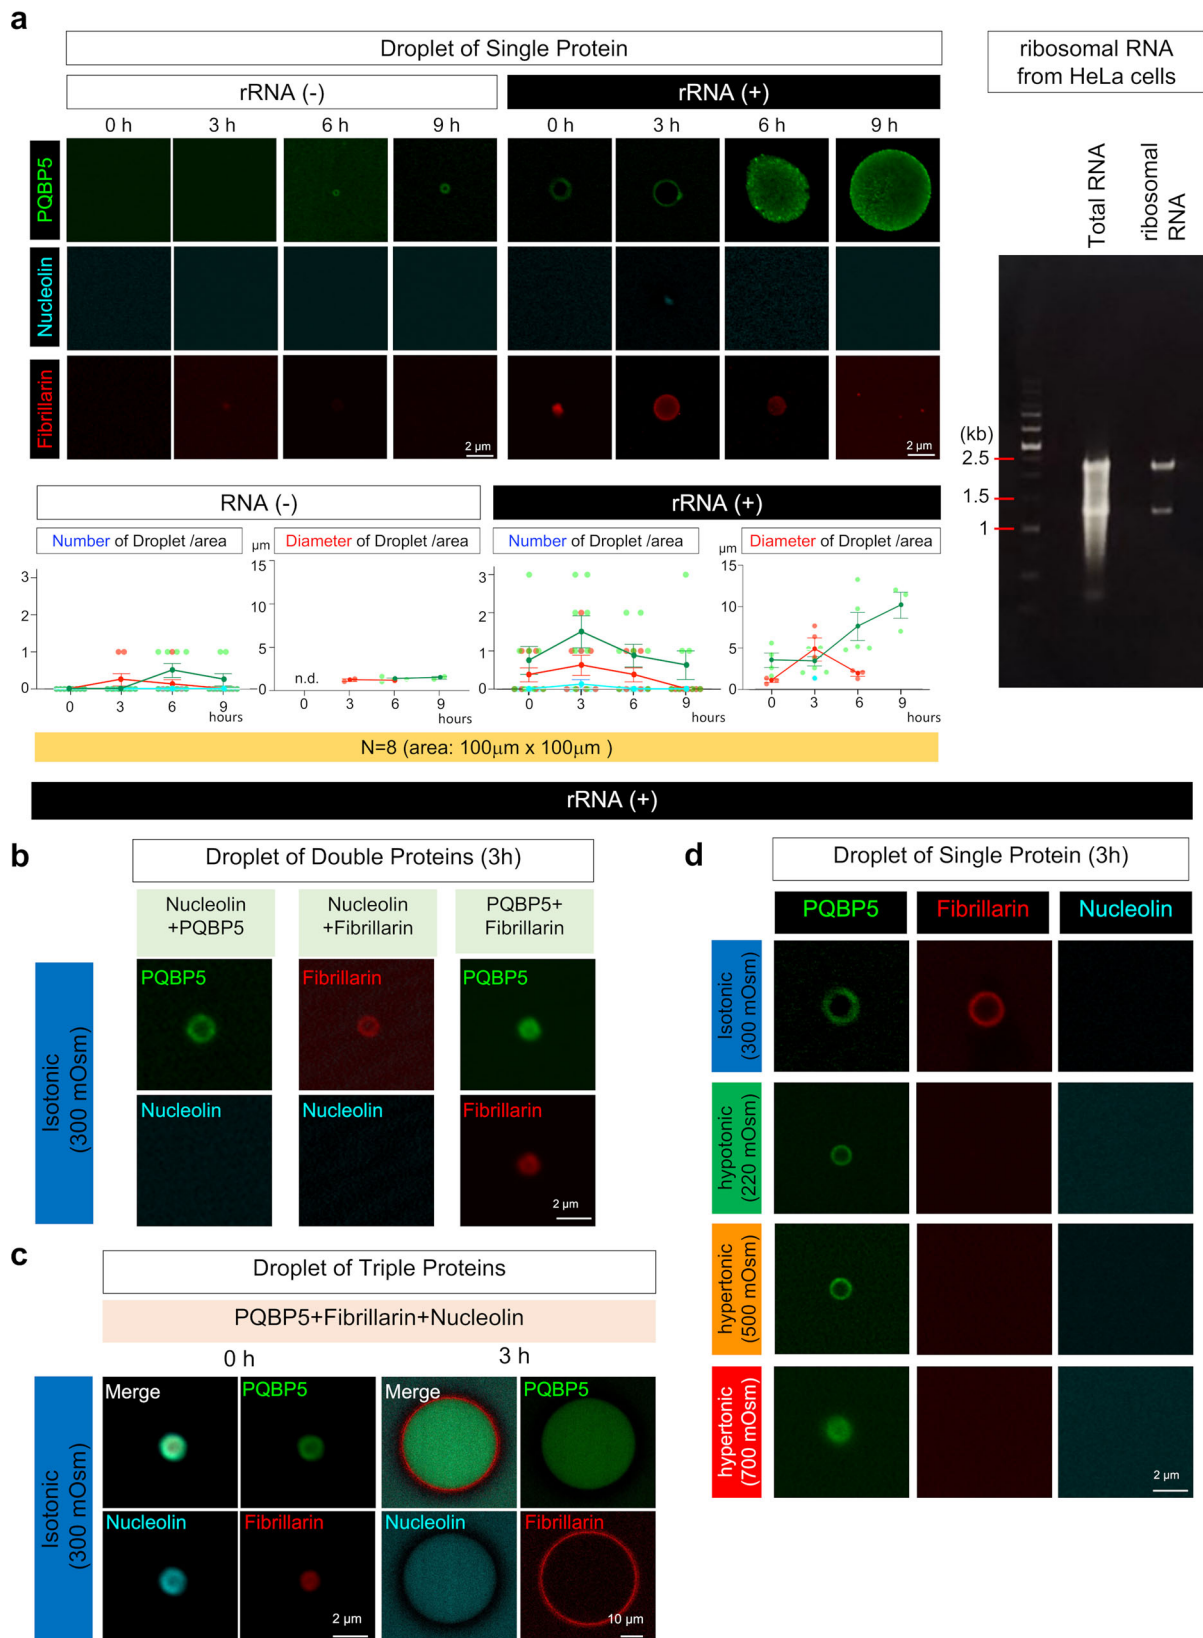 a
Droplet of Single Protein
rRNA (-)
rRNA (+)
0 h 3 h 6 h 9 h 0 h 3 h 6 h 9 h
PQBP5
Nucleolin
Fibrillarin
2 µm
2 µm
ribosomal RNA
from HeLa cells
Total RNA
ribosomal
RNA
(kb)
2.5
1.5
1
RNA (-)
rRNA (+)
Number of Droplet /area
Diameter of Droplet /area
Number of Droplet /area
Diameter of Droplet /area
3
2
1
0
0 3 6 9
hours
µm
15
10
5
0
n.d.
0 3 6 9
hours
3
2
1
0
0 3 6 9
hours
µm
15
10
5
0
0 3 6 9
hours
N=8 (area: 100µm x 100µm )
rRNA (+)
b
Droplet of Double Proteins (3h)
Nucleolin
+PQBP5
Nucleolin
+Fibrillarin
PQBP5+
Fibrillarin
Isotonic
(300 mOsm)
PQBP5
Fibrillarin
PQBP5
Nucleolin
Nucleolin
Fibrillarin
2 µm
c
Droplet of Triple Proteins
PQBP5+Fibrillarin+Nucleolin
0 h
3 h
Isotonic
(300 mOsm)
Merge
PQBP5
Merge
PQBP5
Nucleolin
Fibrillarin
Nucleolin
Fibrillarin
2 µm
10 µm
d
Droplet of Single Protein (3h)
PQBP5
Fibrillarin
Nucleolin
Isotonic
(300 mOsm)
hypotonic
(220 mOsm)
hypertonic
(500 mOsm)
hypertonic
(700 mOsm)
2 µm